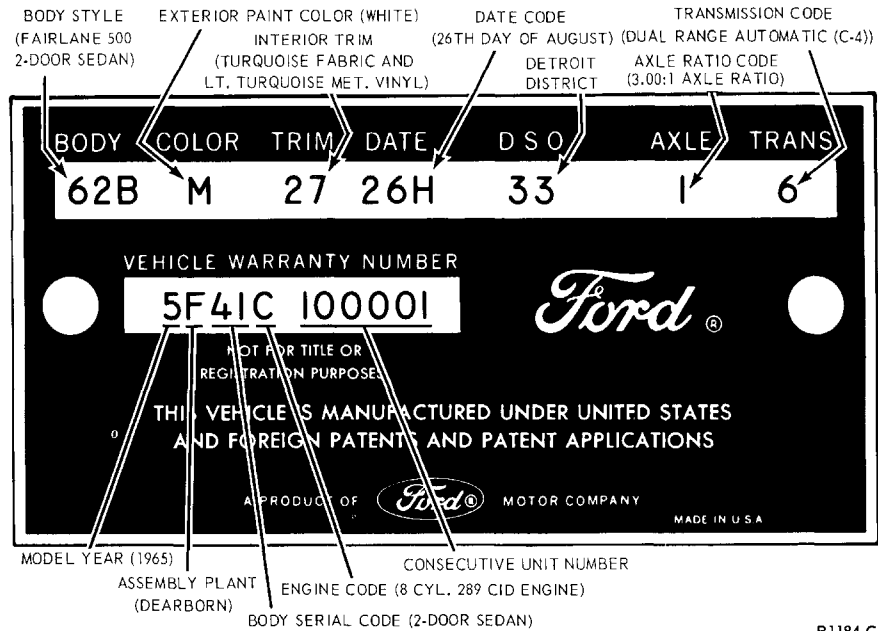 BODY STYLE
(FAIRLANE 500
2-DOOR SEDAN)
EXTERIOR PAINT COLOR (WHITE)
INTERIOR TRIM
(TURQUOISE FABRIC AND
LT. TURQUOISE MET. VINYL)
DATE CODE
(26TH DAY OF AUGUST)
DETROIT
DISTRICT
TRANSMISSION CODE
(DUAL RANGE AUTOMATIC (C-4))
AXLE RATIO CODE
(3.00:1 AXLE RATIO)
BODY COLOR TRIM DATE DSO AXLE TRANS
62B M 27 26H 33 1 6
VEHICLE WARRANTY NUMBER
5F41C 100001
Ford ®
NOT FOR TITLE OR
REGISTRATION PURPOSES
THIS VEHICLE IS MANUFACTURED UNDER UNITED STATES
AND FOREIGN PATENTS AND PATENT APPLICATIONS
A PRODUCT OF Ford ® MOTOR COMPANY
MADE IN U S A
MODEL YEAR (1965)
ASSEMBLY PLANT
(DEARBORN)
BODY SERIAL CODE (2-DOOR SEDAN)
ENGINE CODE (8 CYL. 289 CID ENGINE)
CONSECUTIVE UNIT NUMBER